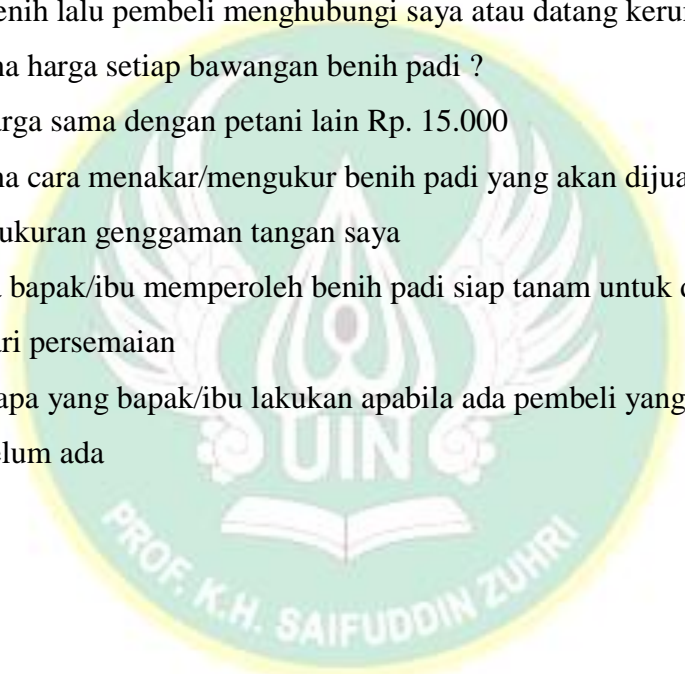 enih lalu pembeli menghubungi saya atau datang keru
na harga setiap bawangan benih padi ?
arga sama dengan petani lain Rp. 15.000
na cara menakar/mengukur benih padi yang akan dijua
ukuran genggaman tangan saya
a bapak/ibu memperoleh benih padi siap tanam untuk
ari persemaian
apa yang bapak/ibu lakukan apabila ada pembeli yang
elum ada
UIN
PROF. K.H. SAIFUDDIN ZUHRI